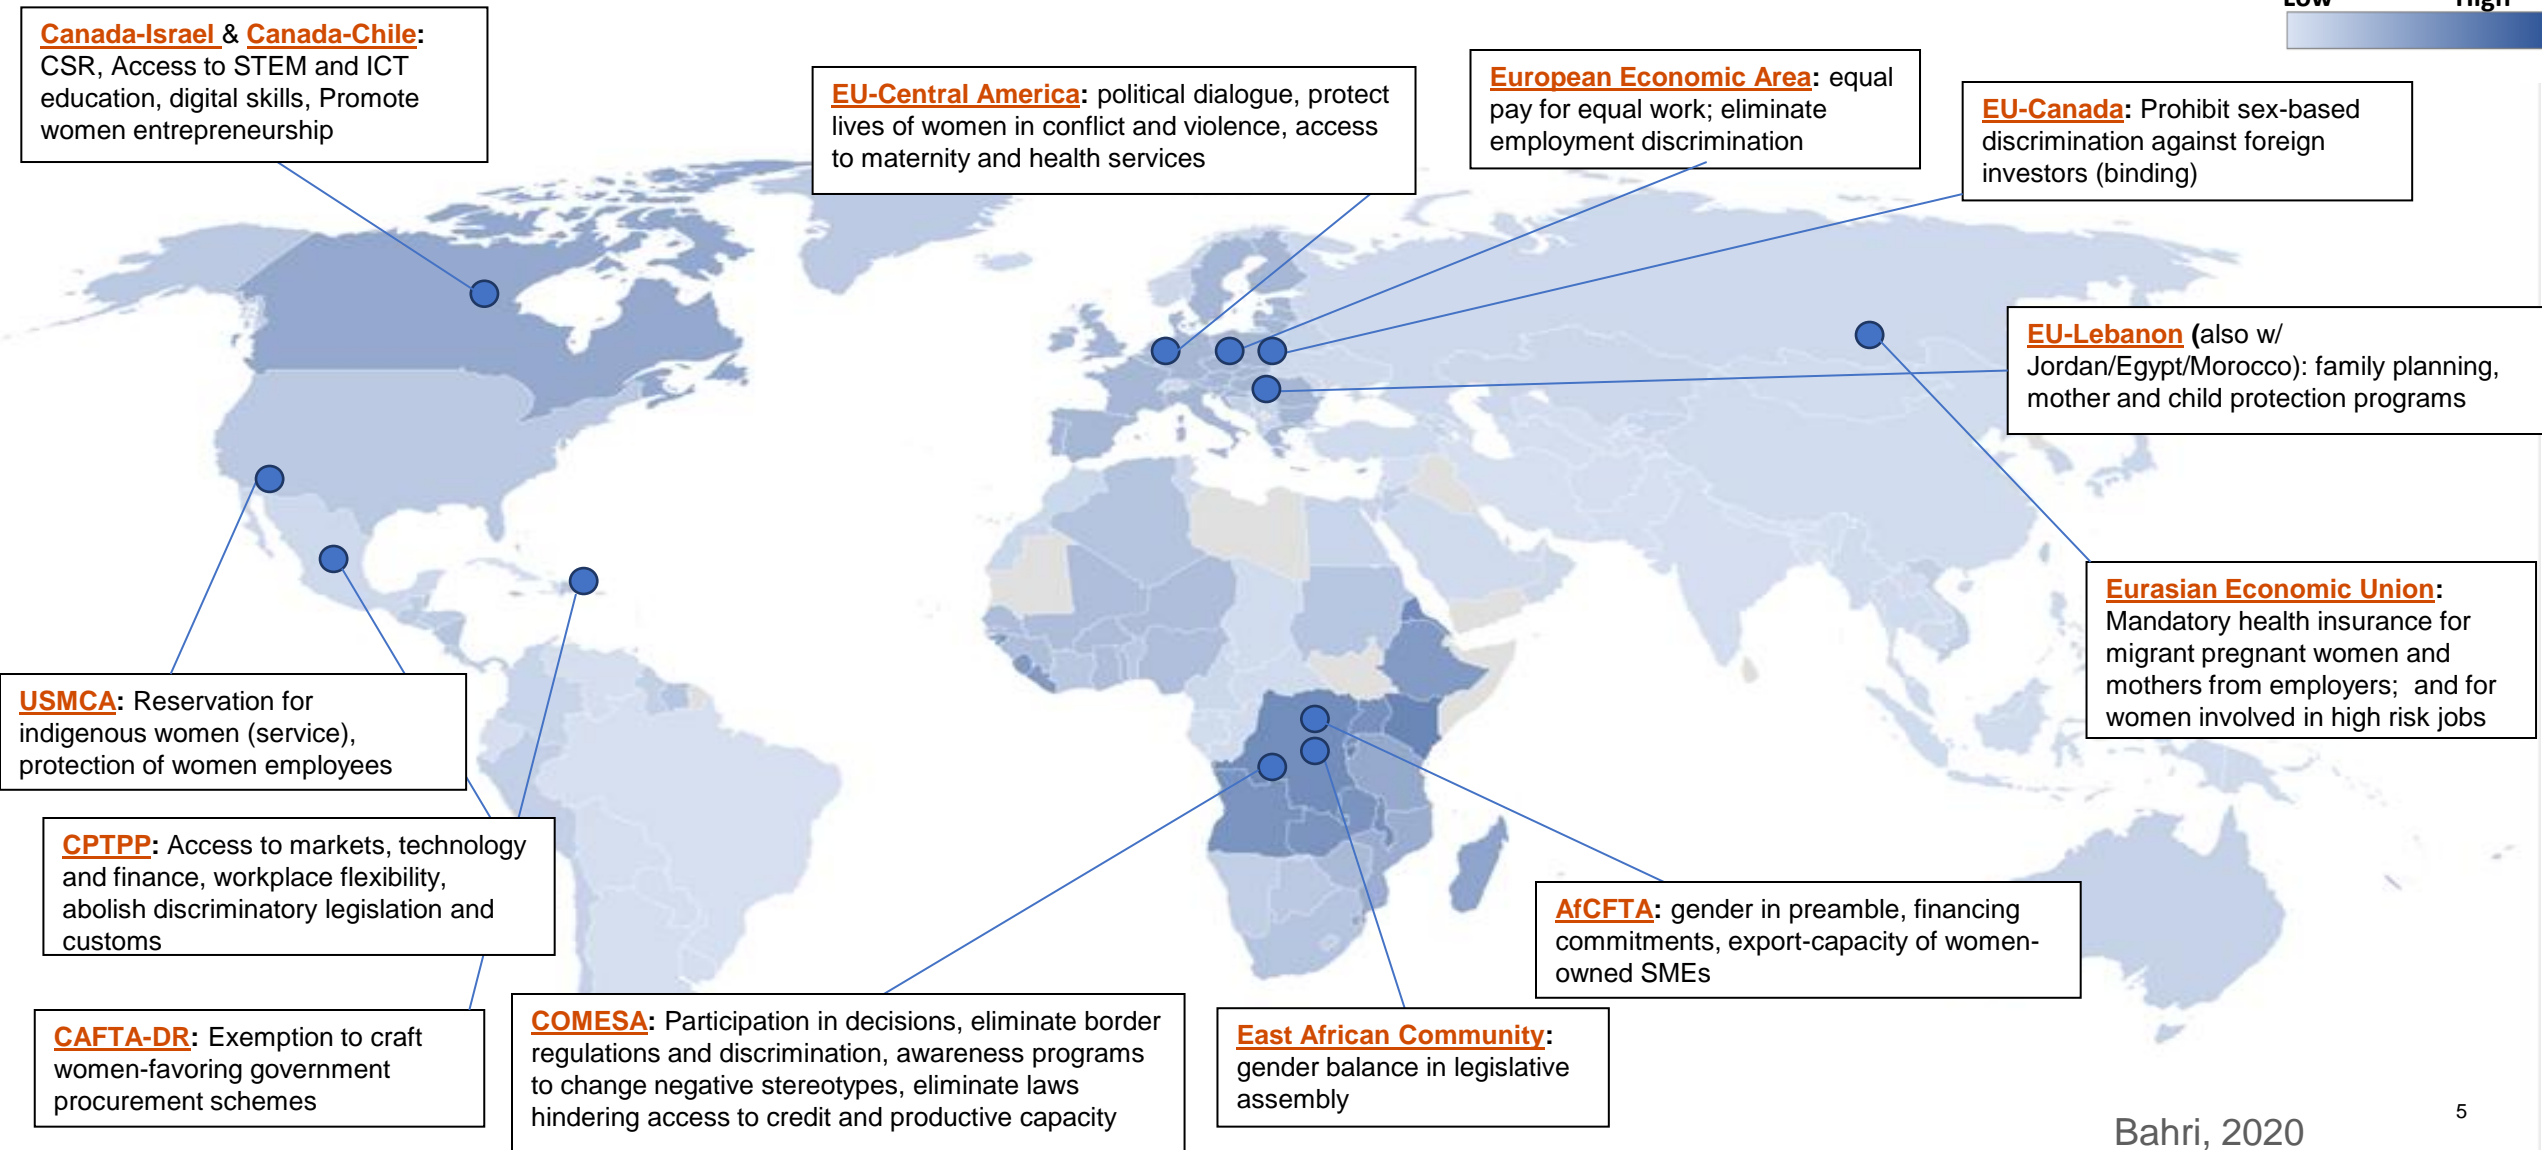 Low High
Canada-Israel & Canada-Chile:
CSR, Access to STEM and ICT
education, digital skills, Promote
women entrepreneurship
EU-Central America: political dialogue, protect
lives of women in conflict and violence, access
to maternity and health services
European Economic Area: equal
pay for equal work; eliminate
employment discrimination
EU-Canada: Prohibit sex-based
discrimination against foreign
investors (binding)
EU-Lebanon (also w/
Jordan/Egypt/Morocco): family planning,
mother and child protection programs
Eurasian Economic Union:
Mandatory health insurance for
migrant pregnant women and
mothers from employers; and for
women involved in high risk jobs
USMCA: Reservation for
indigenous women (service),
protection of women employees
CPTPP: Access to markets, technology
and finance, workplace flexibility,
abolish discriminatory legislation and
customs
AfCFTA: gender in preamble, financing
commitments, export-capacity of women-
owned SMEs
CAFTA-DR: Exemption to craft
women-favoring government
procurement schemes
COMESA: Participation in decisions, eliminate border
regulations and discrimination, awareness programs
to change negative stereotypes, eliminate laws
hindering access to credit and productive capacity
East African Community:
gender balance in legislative
assembly
Bahri, 2020
5